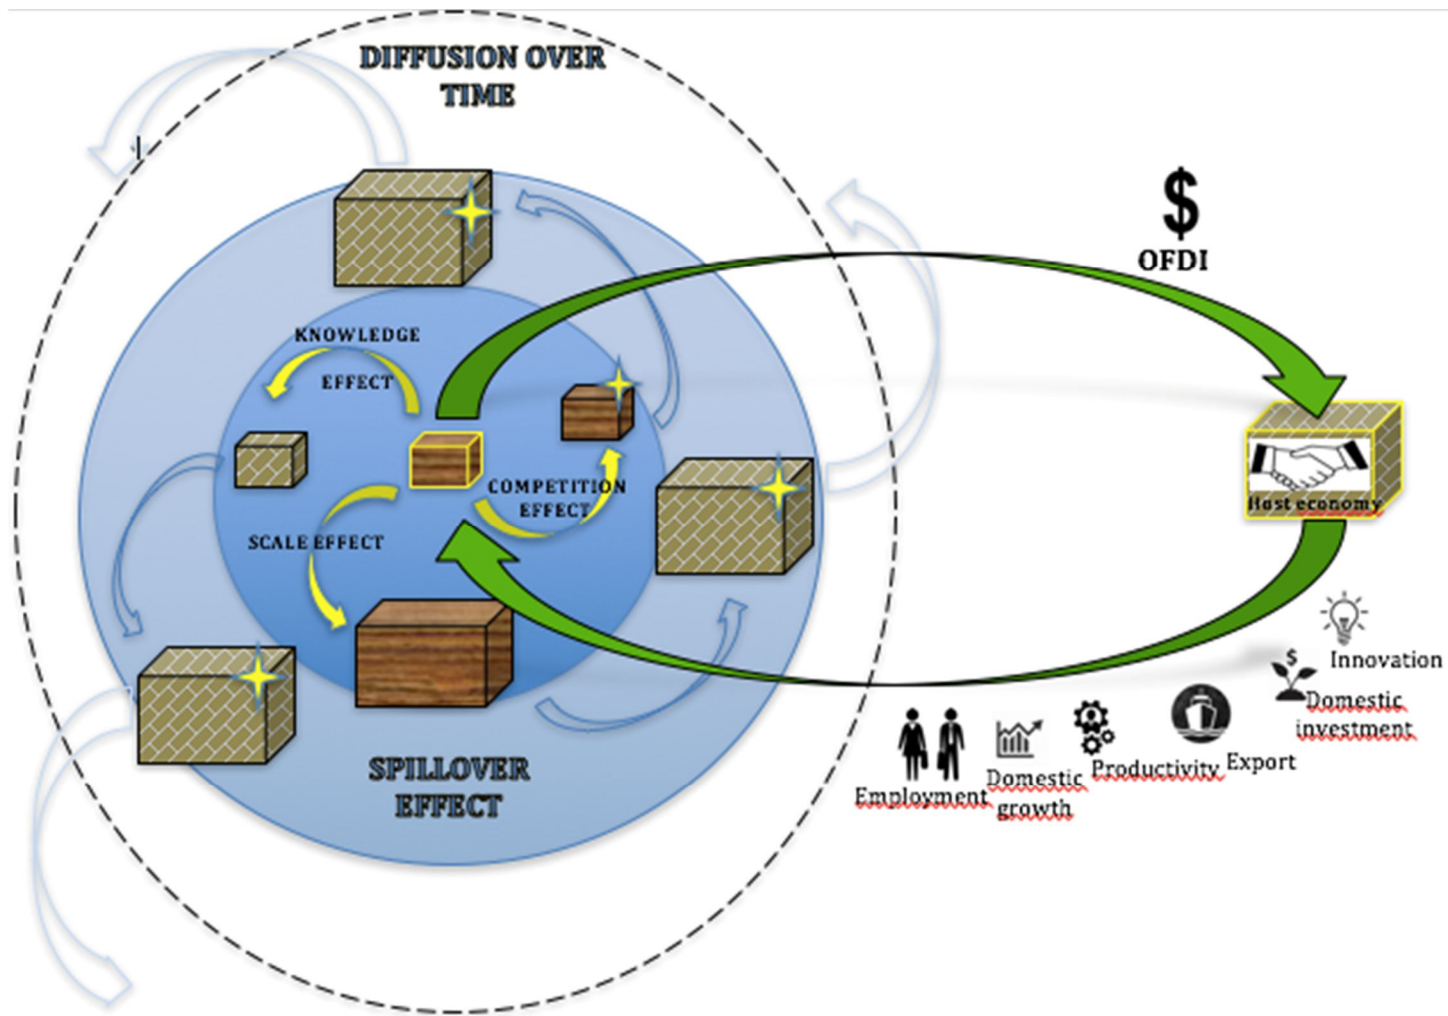 DIFFUSION OVER
TIME
$
OFDI
KNOWLEDGE
EFFECT
COMPETITION
EFFECT
SCALE EFFECT
Host economy
$
Innovation
Domestic
investment
Export
Productivity
Domestic
growth
Employment
SPILLOVER
EFFECT